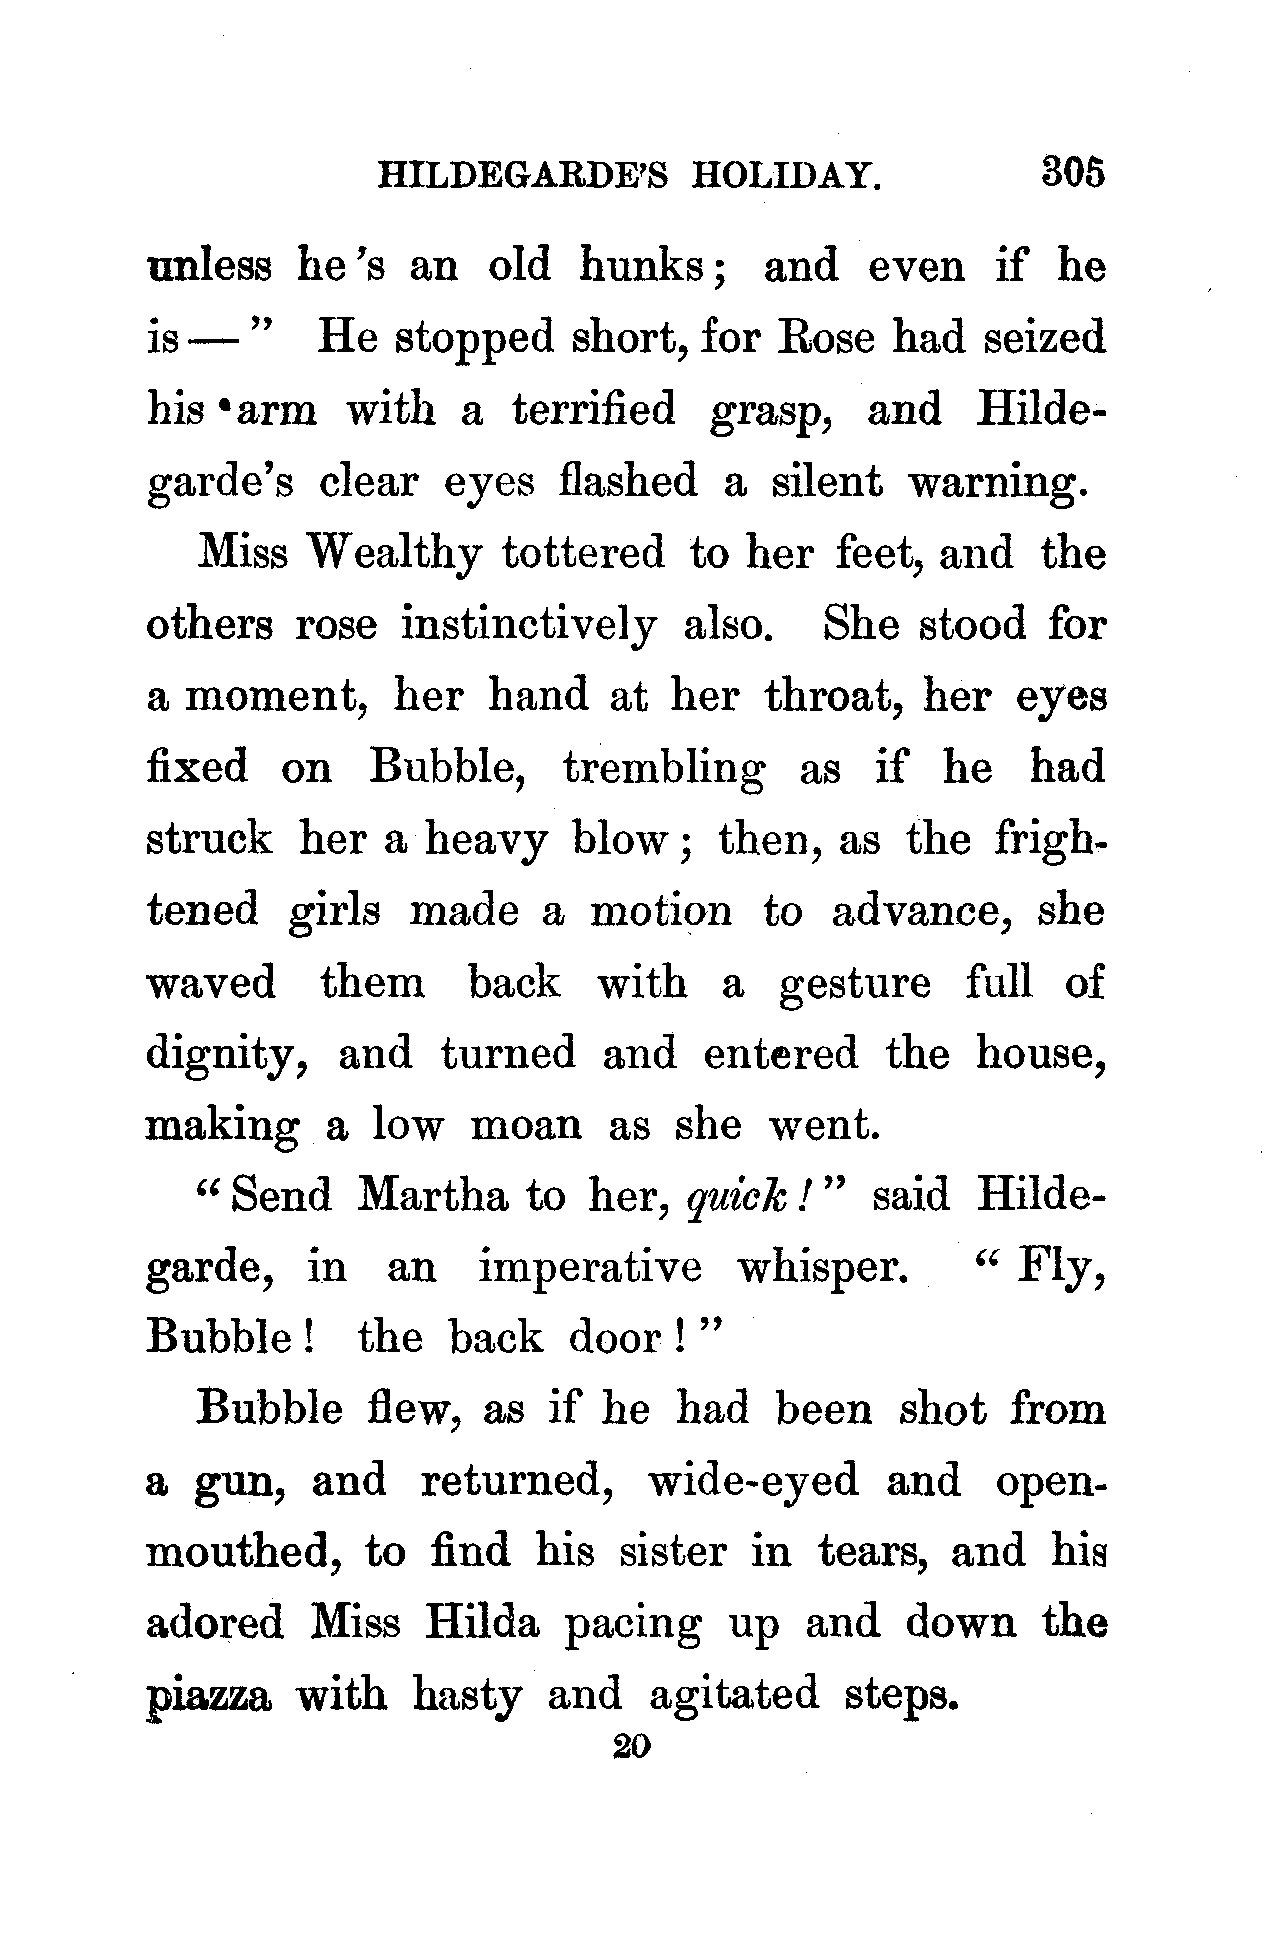 HILDEGARDE'S HOLIDAY. 305
unless he's an old hunks; and even if he
is—" He stopped short, for Rose had seized
his arm with a terrified grasp, and Hilde-
garde's clear eyes flashed a silent warning.
Miss Wealthy tottered to her feet, and the
others rose instinctively also. She stood for
a moment, her hand at her throat, her eyes
fixed on Bubble, trembling as if he had
struck her a heavy blow; then, as the frigh-
tened girls made a motion to advance, she
waved them back with a gesture full of
dignity, and turned and entered the house,
making a low moan as she went.
"Send Martha to her, quick!" said Hilde-
garde, in an imperative whisper. "Fly,
Bubble! the back door!"
Bubble flew, as if he had been shot from
a gun, and returned, wide-eyed and open-
mouthed, to find his sister in tears, and his
adored Miss Hilda pacing up and down the
piazza with hasty and agitated steps.
20